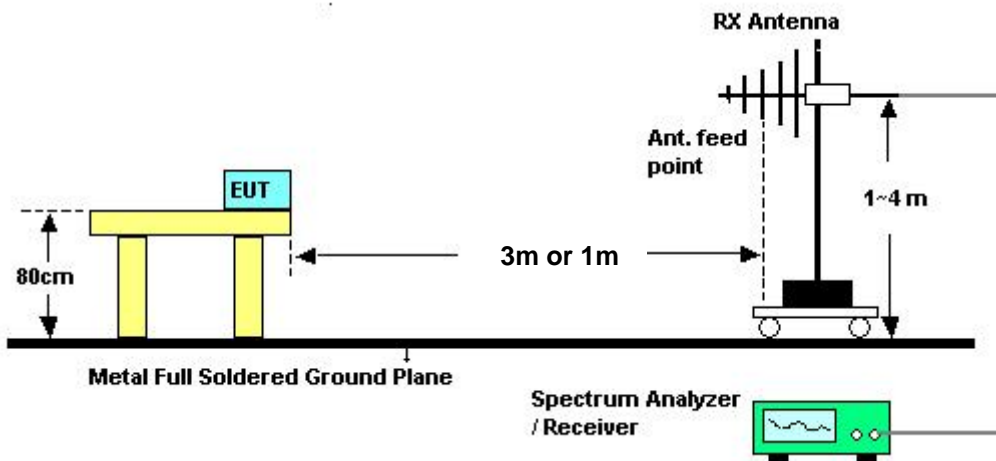 RX Antenna
Ant. feed
point
EUT
1~4 m
3m or 1m
80cm
Metal Full Soldered Ground Plane
Spectrum Analyzer
/ Receiver